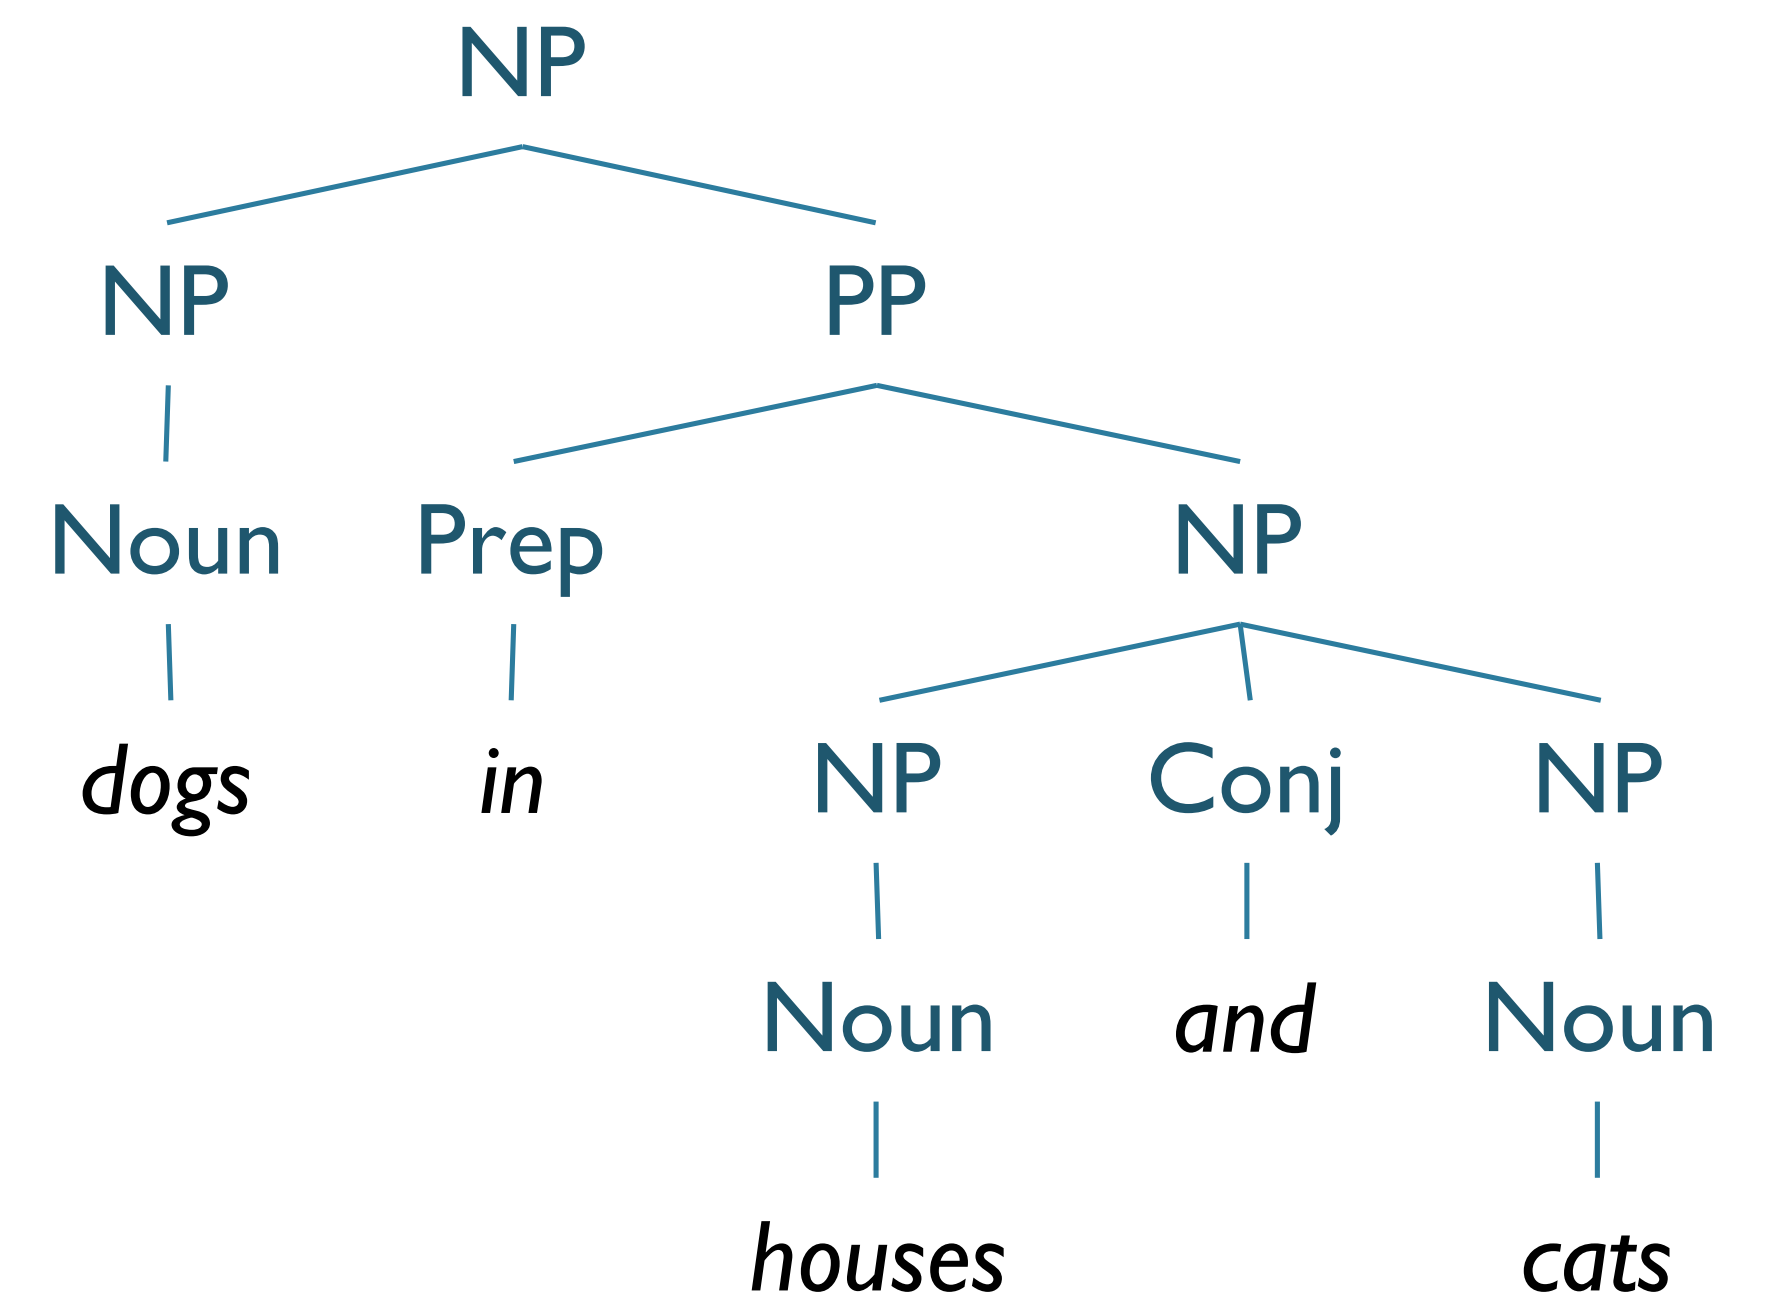 NP
NP PP
Noun Prep NP
dogs in NP Conj NP
Noun and Noun
houses cats